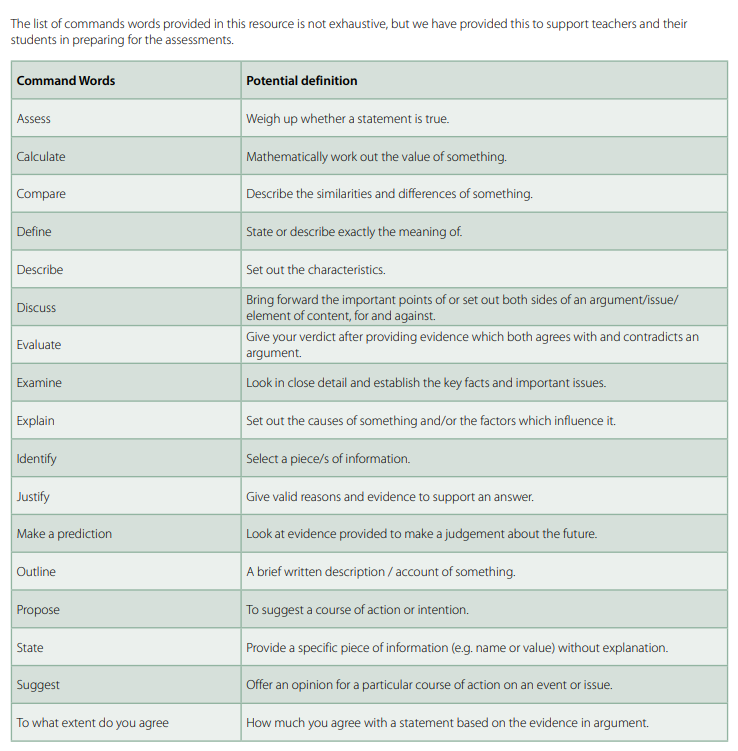 The list of commands words provided in this resource is not exhaustive, but we have provided this to support teachers and their
students in preparing for the assessments.
Command Words Potential definition
Assess Weigh up whether a statement is true.
Calculate Mathematically work out the value of something.
Compare Describe the similarities and differences of something.
Define State or describe exactly the meaning of.
Describe Set out the characteristics.
Discuss Bring forward the important points of or set out both sides of an argument/issue/
element of content, for and against.
Evaluate Give your verdict after providing evidence which both agrees with and contradicts an
argument.
Examine Look in close detail and establish the key facts and important issues.
Explain Set out the causes of something and/or the factors which influence it.
Identify Select a piece/s of information.
Justify Give valid reasons and evidence to support an answer.
Make a prediction Look at evidence provided to make a judgement about the future.
Outline A brief written description / account of something.
Propose To suggest a course of action or intention.
State Provide a specific piece of information (e.g. name or value) without explanation.
Suggest Offer an opinion for a particular course of action on an event or issue.
To what extent do you agree How much you agree with a statement based on the evidence in argument.